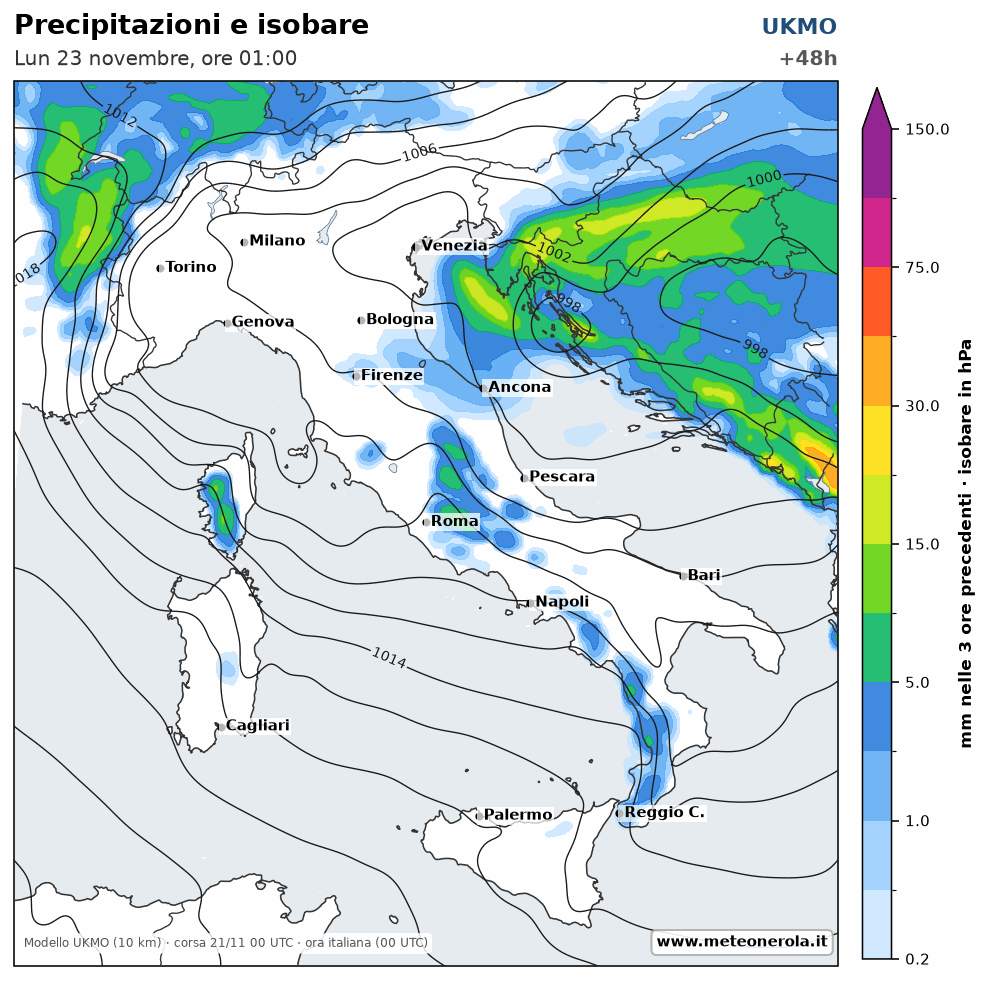 Precipitazioni e isobare
UKMO
Lun 23 novembre, ore 01:00
+48h
1012
1006
1000
1002
1018
998
998
1014
Milano
Venezia
Torino
Genova
Bologna
Firenze
Ancona
Pescara
Roma
Bari
Napoli
Cagliari
Palermo
Reggio C.
150.0
75.0
30.0
15.0
5.0
1.0
0.2
mm nelle 3 ore precedenti · isobare in hPa
Modello UKMO (10 km) · corsa 21/11 00 UTC · ora italiana (00 UTC)
www.meteonerola.it